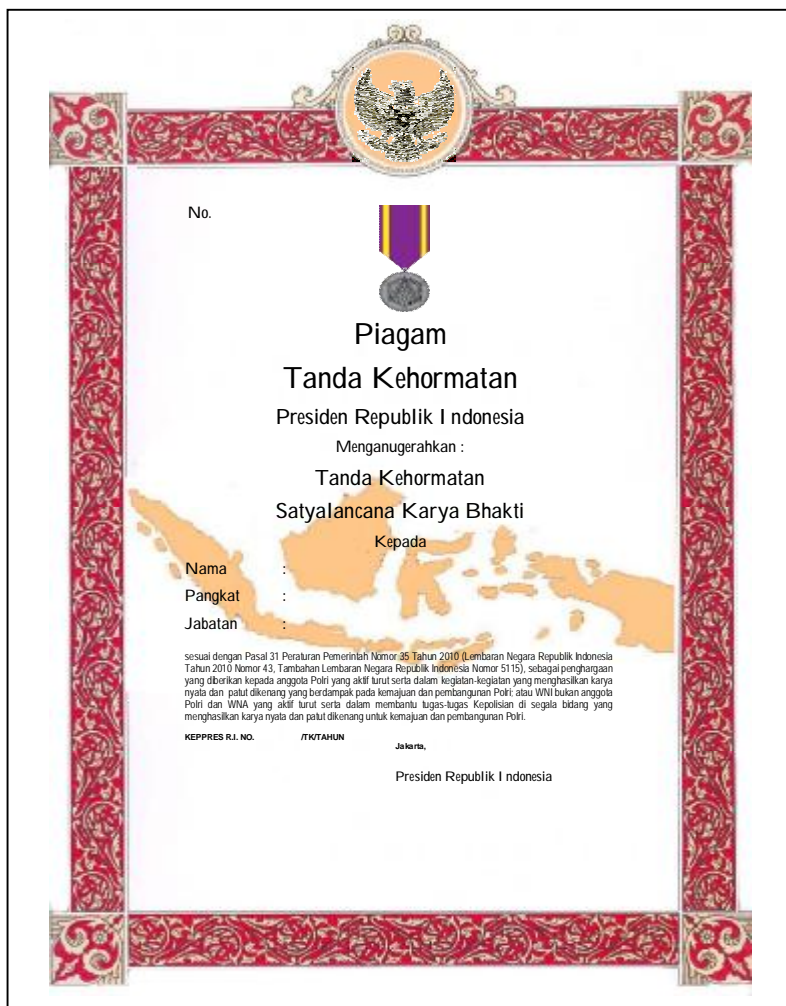 No.
Piagam
Tanda Kehormatan
Presiden Republik Indonesia
Menganugerahkan :
Tanda Kehormatan
Satyalancana Karya Bhakti
Kepada
Nama :
Pangkat :
Jabatan :
sesuai dengan Pasal 31 Peraturan Pemerintah Nomor 35 Tahun 2010 (Lembaran Negara Republik Indonesia
Tahun 2010 Nomor 43, Tambahan Lembaran Negara Republik Indonesia Nomor 5115), sebagai penghargaan
yang diberikan kepada anggota Polri yang aktif turut serta dalam kegiatan-kegiatan yang menghasilkan karya
nyata dan patut dikenang yang berdampak pada kemajuan dan pembangunan Polri; atau WNI bukan anggota
Polri dan WNA yang aktif turut serta dalam membantu tugas-tugas Kepolisian di segala bidang yang
menghasilkan karya nyata dan patut dikenang untuk kemajuan dan pembangunan Polri.
KEPPRES R.I. NO. /TK/TAHUN
Jakarta,
Presiden Republik Indonesia